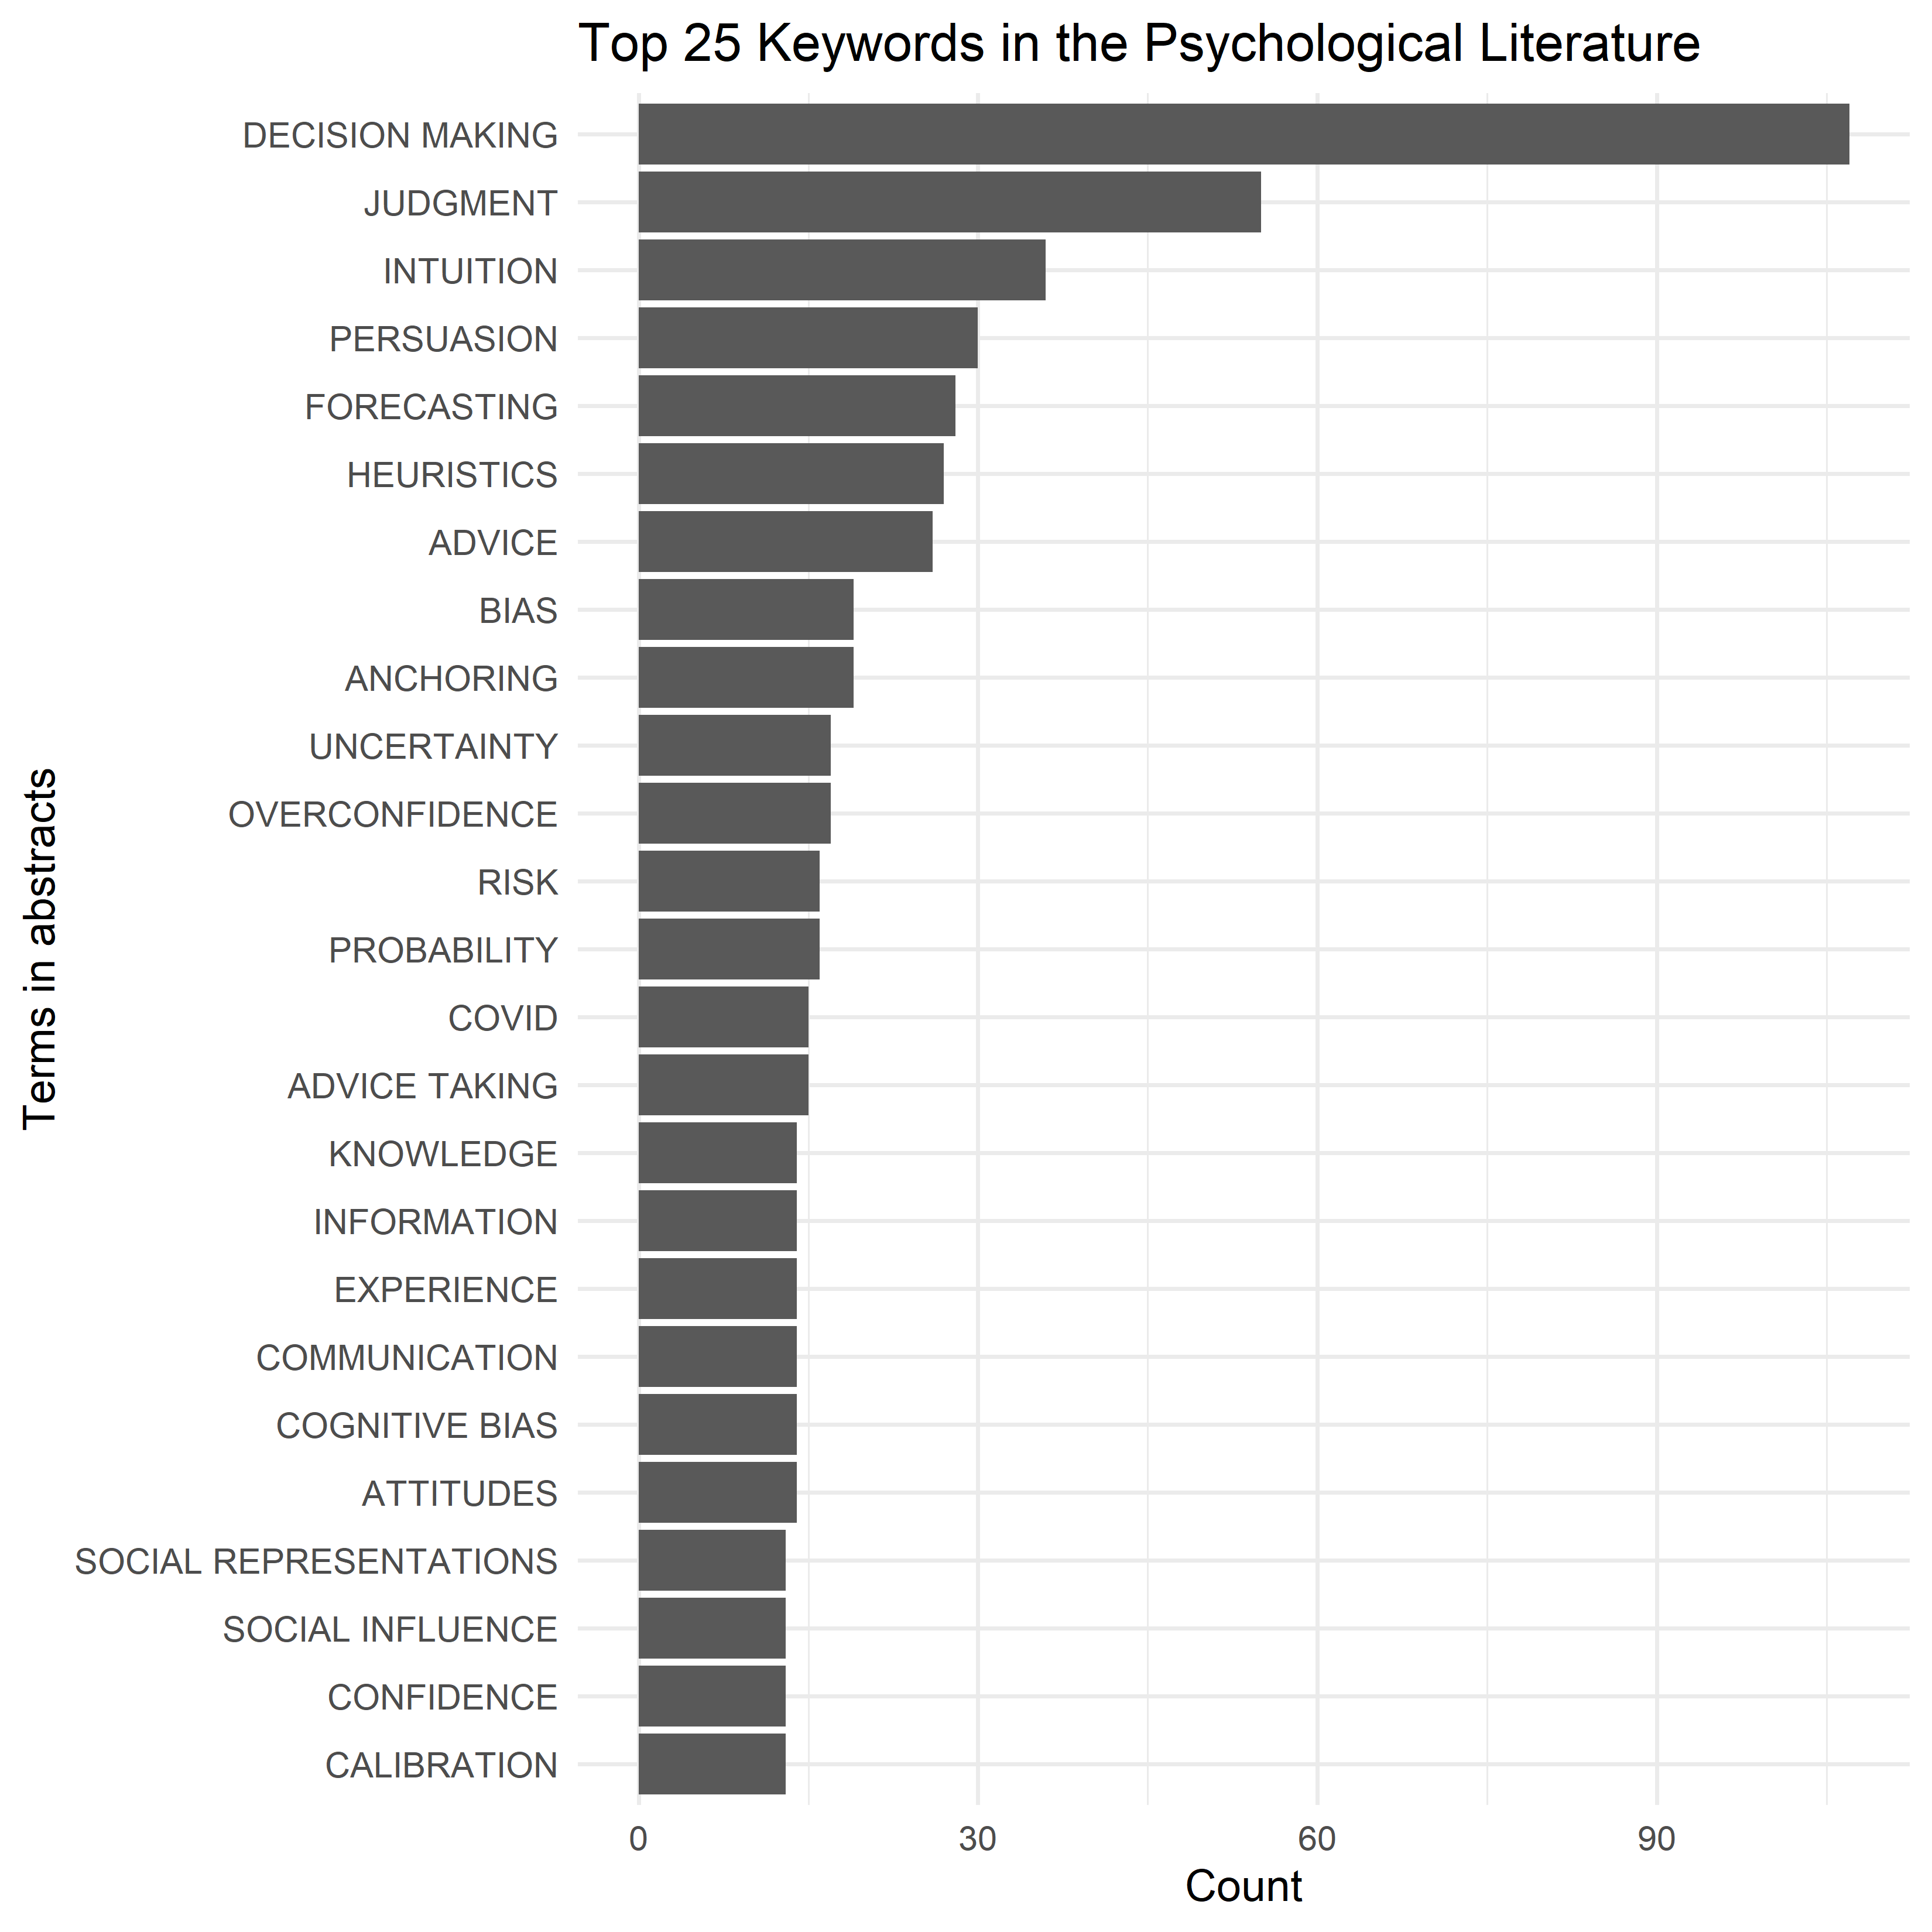 Top 25 Keywords in the Psychological Literature
Terms in abstracts
DECISION MAKING
JUDGMENT
INTUITION
PERSUASION
FORECASTING
HEURISTICS
ADVICE
BIAS
ANCHORING
UNCERTAINTY
OVERCONFIDENCE
RISK
PROBABILITY
COVID
ADVICE TAKING
KNOWLEDGE
INFORMATION
EXPERIENCE
COMMUNICATION
COGNITIVE BIAS
ATTITUDES
SOCIAL REPRESENTATIONS
SOCIAL INFLUENCE
CONFIDENCE
CALIBRATION
0 30 60 90
Count